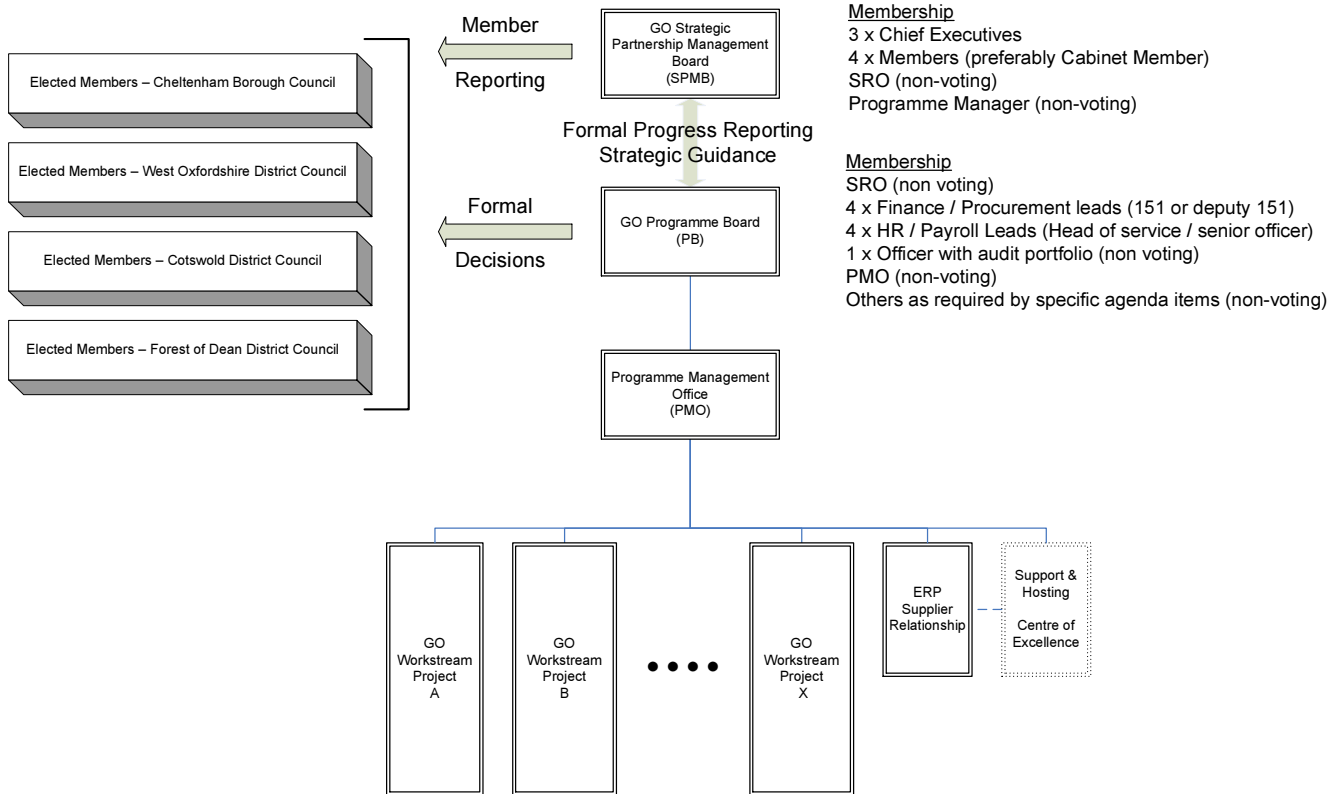 Member
Reporting
GO Strategic
Partnership Management
Board
(SPMB)
Membership
3 x Chief Executives
4 x Members (preferably Cabinet Member)
SRO (non-voting)
Programme Manager (non-voting)
Elected Members – Cheltenham Borough Council
Elected Members – West Oxfordshire District Council
Elected Members – Cotswold District Council
Elected Members – Forest of Dean District Council
Formal Progress Reporting
Strategic Guidance
Formal
Decisions
GO Programme Board
(PB)
Membership
SRO (non voting)
4 x Finance / Procurement leads (151 or deputy 151)
4 x HR / Payroll Leads (Head of service / senior officer)
1 x Officer with audit portfolio (non voting)
PMO (non-voting)
Others as required by specific agenda items (non-voting)
Programme Management
Office
(PMO)
GO
Workstream
Project
A
GO
Workstream
Project
B
GO
Workstream
Project
X
ERP
Supplier
Relationship
Support &
Hosting
Centre of
Excellence